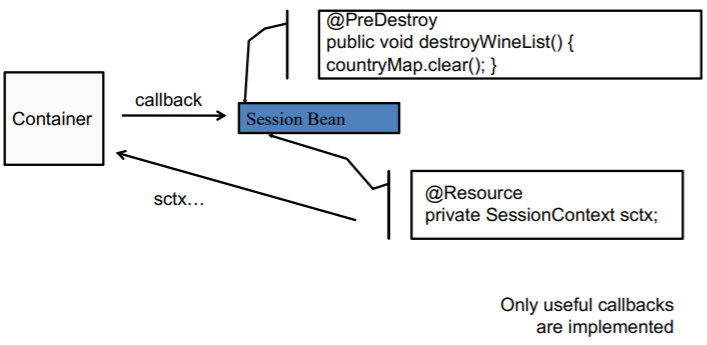 @PreDestroy
public void destroyWineList() {
countryMap.clear(); }
callback
Container
Session Bean
sctx…
@Resource
private SessionContext sctx;
Only useful callbacks
are implemented